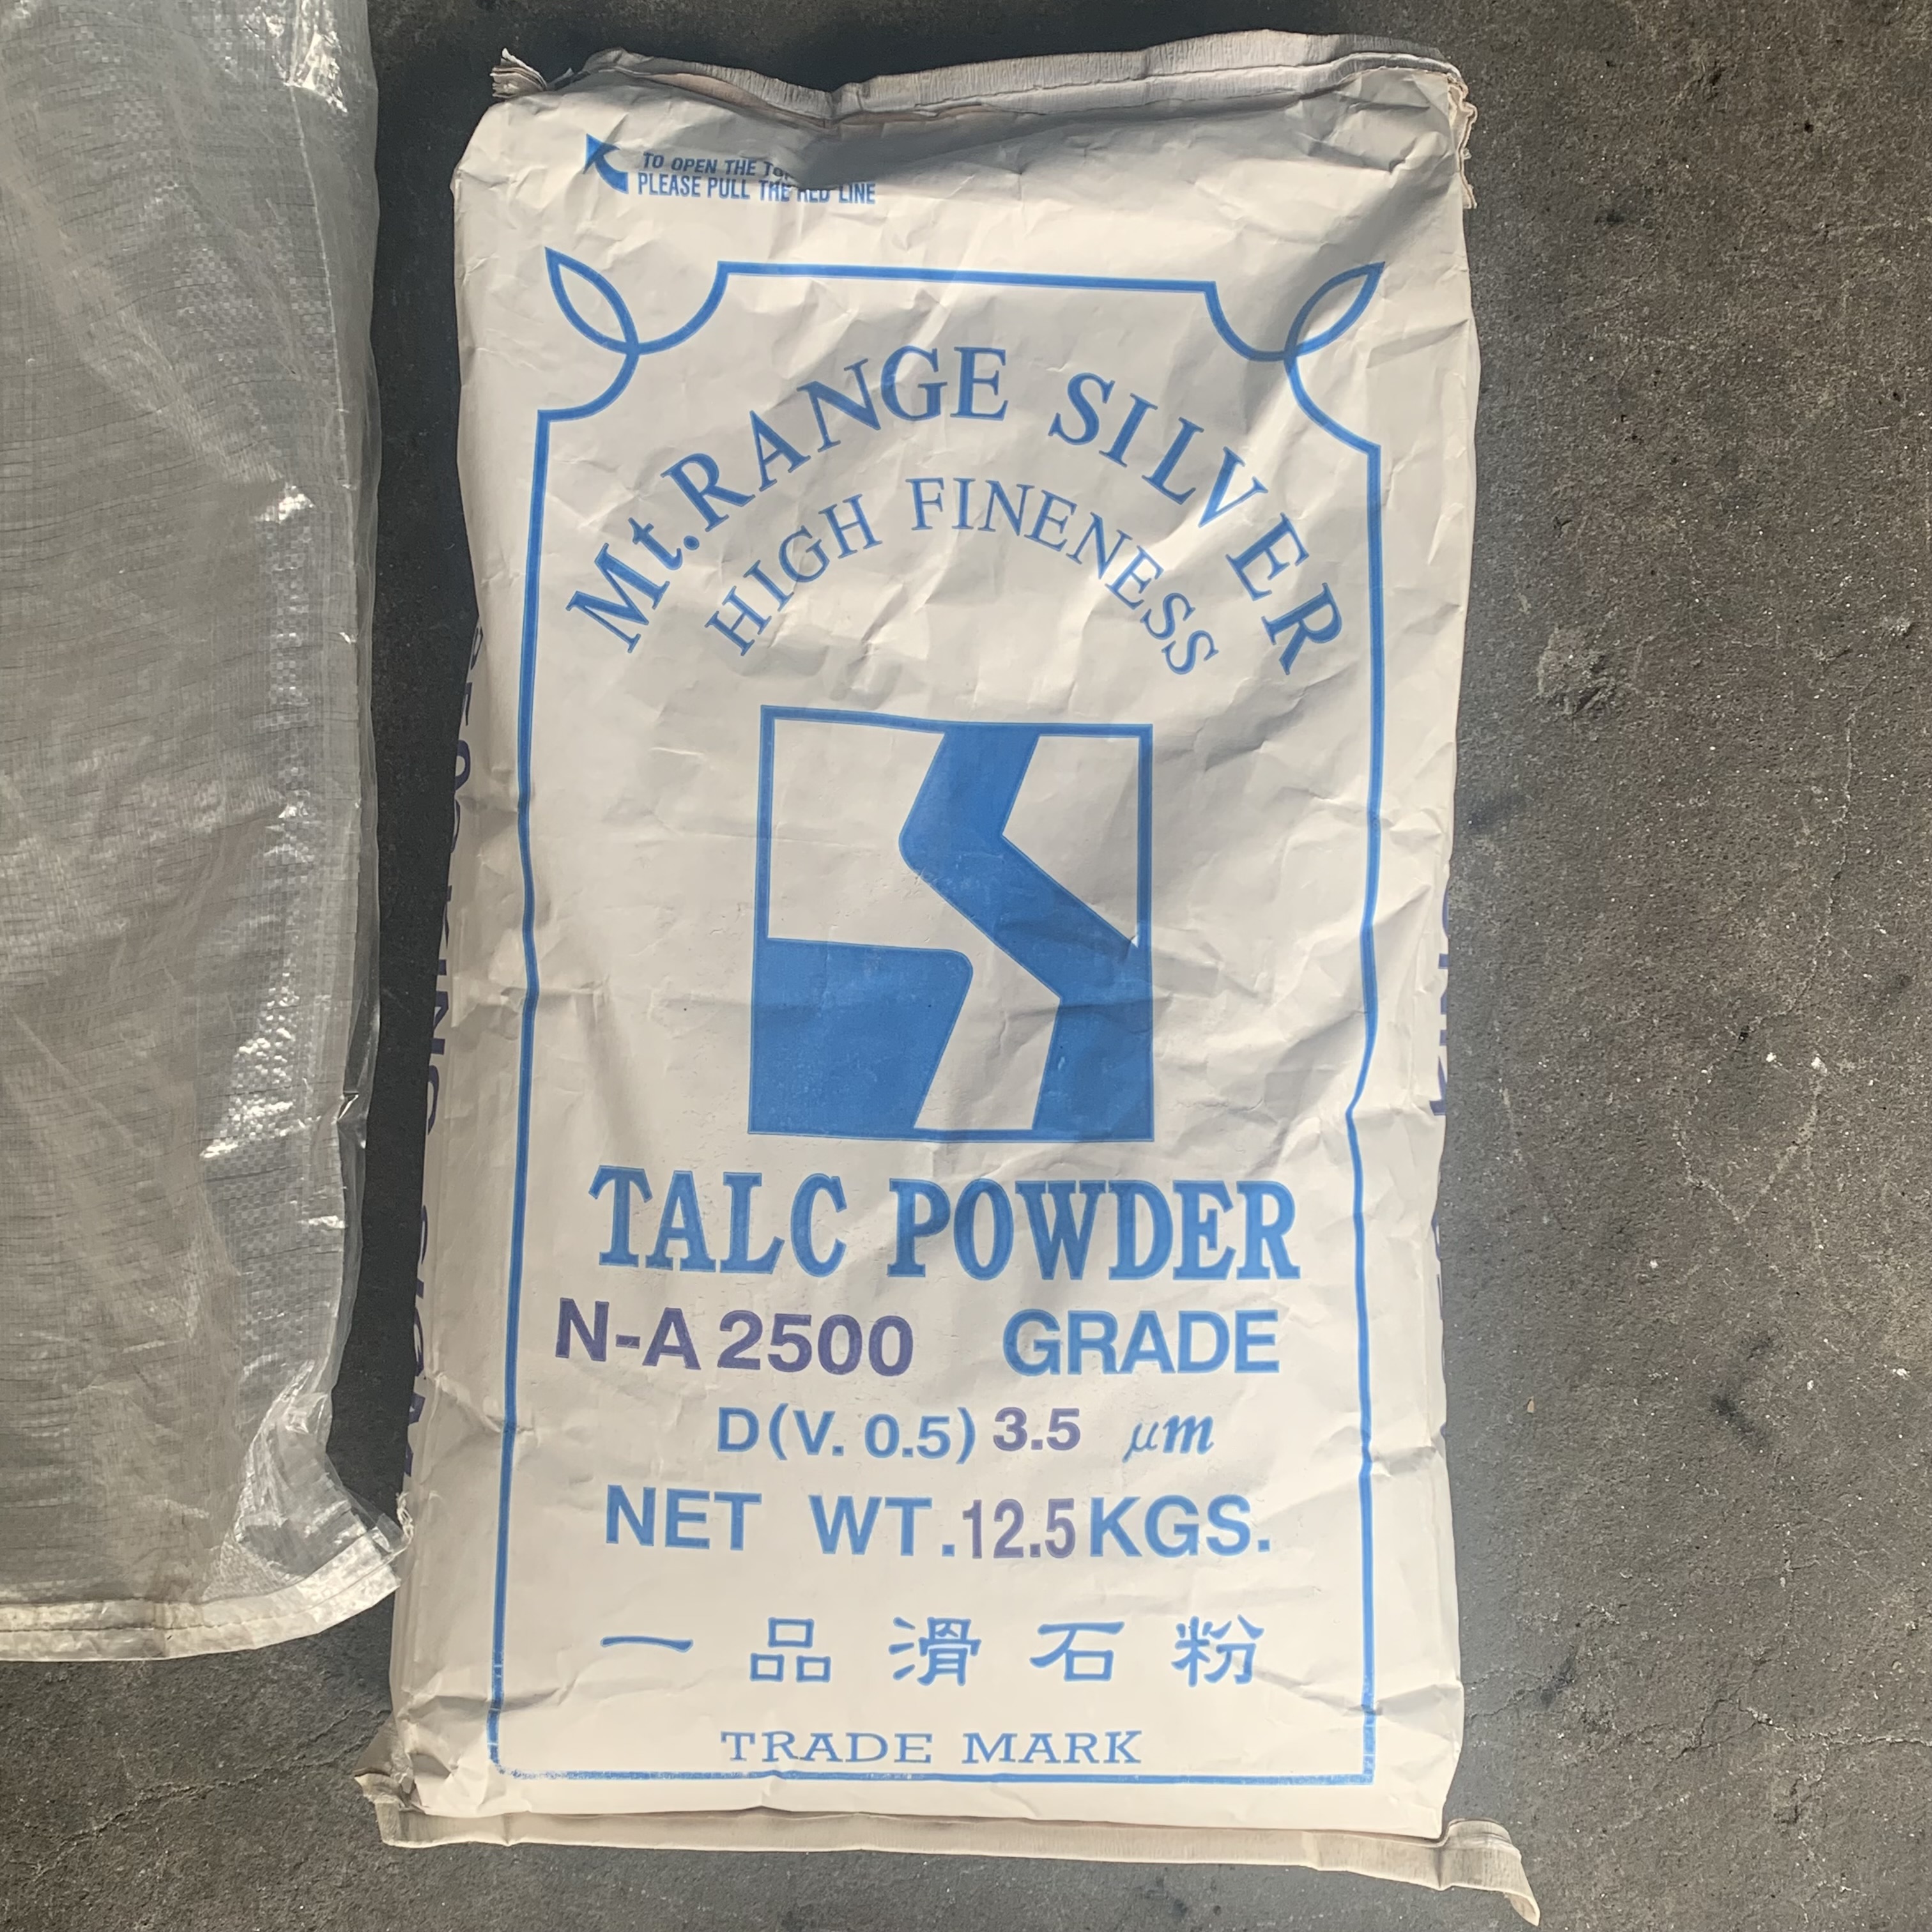 TO OPEN THE TOP
PLEASE PULL THE RED LINE
Mt.RANGE SILVER
HIGH FINENESS
TALC POWDER
N-A 2500 GRADE
D(V. 0.5) 3.5 μm
NET WT.12.5KGS.
一品滑石粉
TRADE MARK